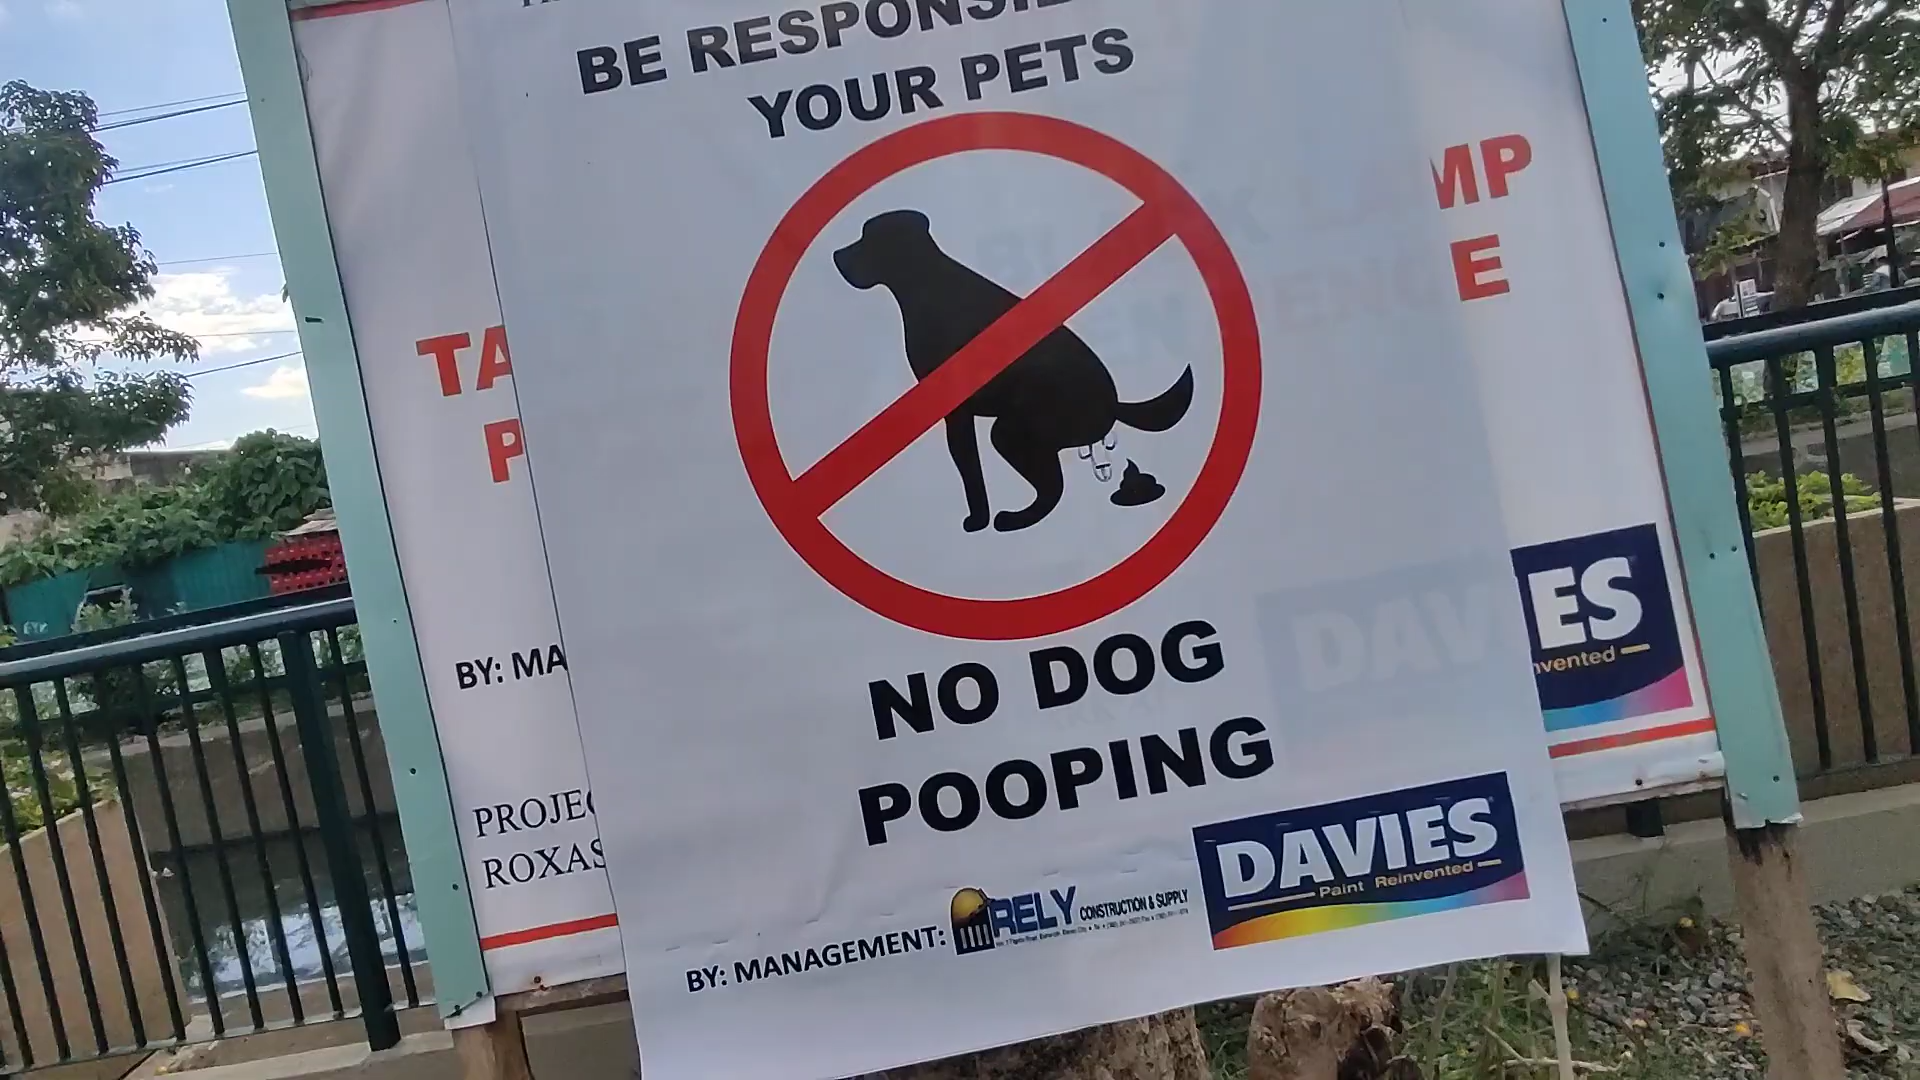 BE RESPONSI
YOUR PETS
MP
E
TA
P
ES
nvented
NO DOG
POOPING
BY: MA
PROJEC
ROXAS
DAVIES
Paint Reinvented
RELY CONSTRUCTION & SUPPLY
BY: MANAGEMENT: